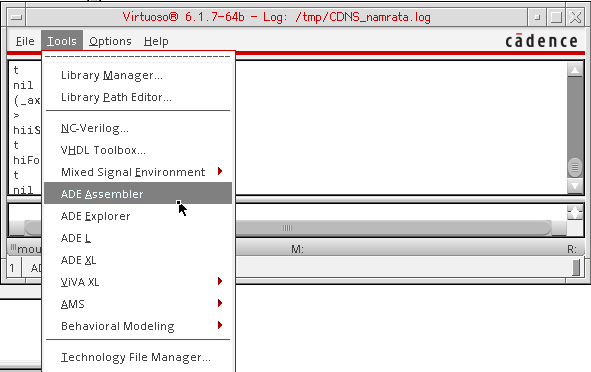 Virtuoso® 6.1.7-64b - Log: /tmp/CDNS_namrata.log
File Tools Options Help cādence
t
nil
(_ax
>
hiiS
t
hiFo
t
nil
Library Manager...
Library Path Editor...
NC-Verilog...
VHDL Toolbox...
Mixed Signal Environment
ADE Assembler
ADE Explorer
ADE L
ADE XL
ViVA XL
AMS
Behavioral Modeling
Technology File Manager...
mou M: R:
1 AD